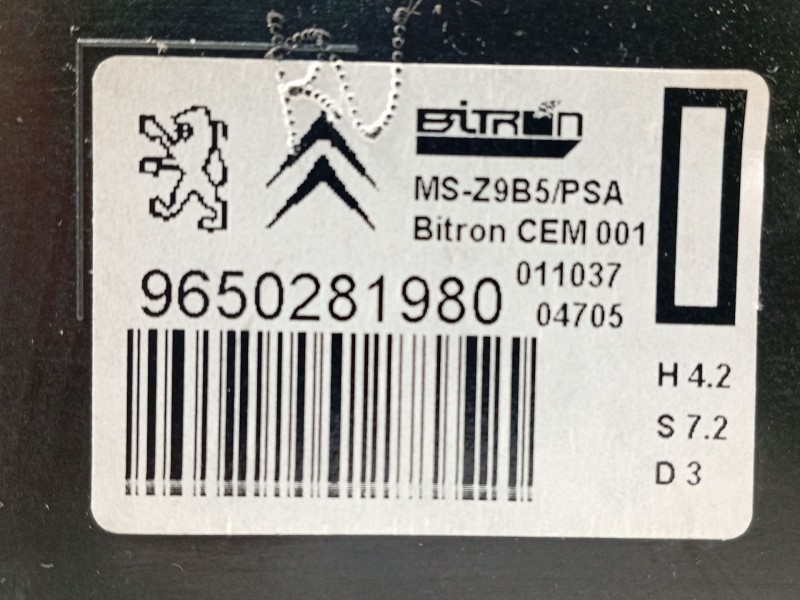 BiTRON
MS-Z9B5/PSA
Bitron CEM 001
9650281980
011037
04705
H 4.2
S 7.2
D 3